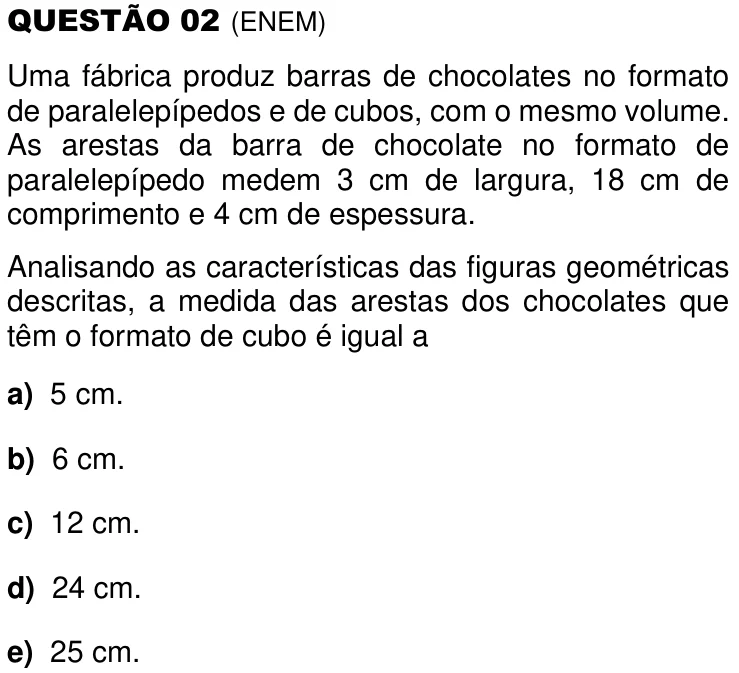 QUESTÃO 02 (ENEM)
Uma fábrica produz barras de chocolates no formato
de paralelepípedos e de cubos, com o mesmo volume.
As arestas da barra de chocolate no formato de
paralelepípedo medem 3 cm de largura, 18 cm de
comprimento e 4 cm de espessura.
Analisando as características das figuras geométricas
descritas, a medida das arestas dos chocolates que
têm o formato de cubo é igual a
a) 5 cm.
b) 6 cm.
c) 12 cm.
d) 24 cm.
e) 25 cm.